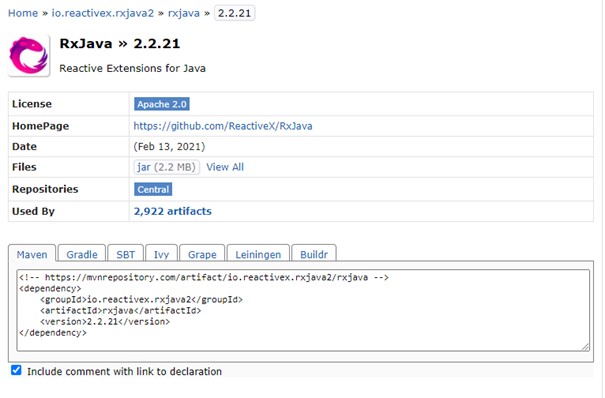 Home » io.reactivex.rxjava2 » rxjava » 2.2.21
RxJava » 2.2.21
Reactive Extensions for Java
License Apache 2.0
HomePage https://github.com/ReactiveX/RxJava
Date (Feb 13, 2021)
Files jar (2.2 MB) View All
Repositories Central
Used By 2,922 artifacts
Maven Gradle SBT Ivy Grape Leiningen Buildr
<!-- https://mvnrepository.com/artifact/io.reactivex.rxjava2/rxjava -->
<dependency>
    <groupId>io.reactivex.rxjava2</groupId>
    <artifactId>rxjava</artifactId>
    <version>2.2.21</version>
</dependency>
Include comment with link to declaration